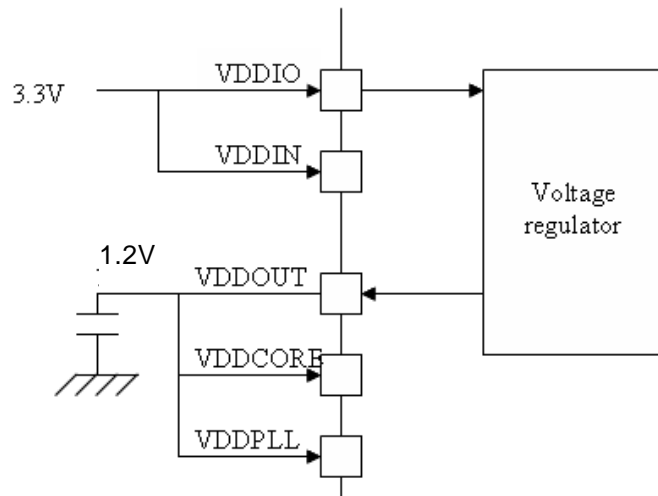 VDDIO
3.3V
VDDIN
Voltage
regulator
1.2V
VDDOUT
VDDCORE
VDDPLL